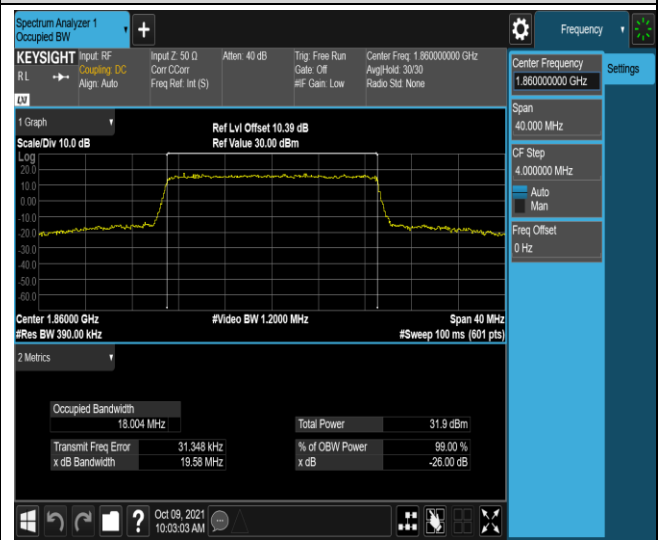 Spectrum Analyzer 1
Occupied BW
+
Frequency
KEYSIGHT
RL
LXI
Input: RF
Coupling: DC
Align: Auto
Input Z: 50 Ω
Corr CCorr
Freq Ref: Int (S)
Atten: 40 dB
Trig: Free Run
Gate: Off
#IF Gain: Low
Center Freq: 1.860000000 GHz
Avg|Hold: 30/30
Radio Std: None
Center Frequency
1.860000000 GHz
Settings
Span
40.000 MHz
CF Step
4.000000 MHz
Auto
Man
Freq Offset
0 Hz
1 Graph
Scale/Div 10.0 dB
Ref Lvl Offset 10.39 dB
Ref Value 30.00 dBm
Log
20.0
10.0
0.00
-10.0
-20.0
-30.0
-40.0
-50.0
-60.0
Center 1.86000 GHz
#Video BW 1.2000 MHz
Span 40 MHz
#Res BW 390.00 kHz
#Sweep 100 ms (601 pts)
2 Metrics
Occupied Bandwidth
18.004 MHz
Total Power 31.9 dBm
Transmit Freq Error 31.348 kHz
% of OBW Power 99.00 %
x dB Bandwidth 19.58 MHz
x dB -26.00 dB
?
Oct 09, 2021
10:03:03 AM